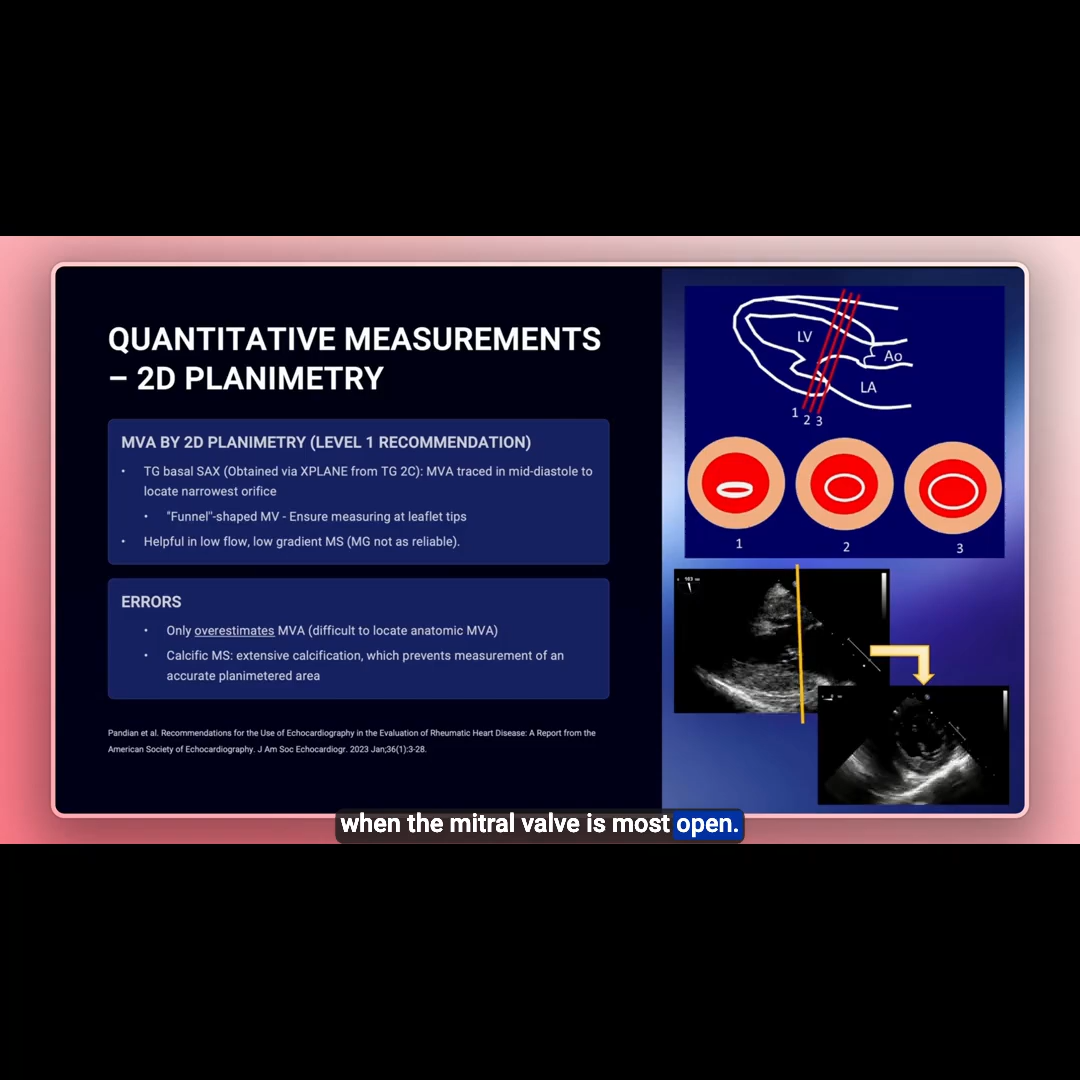 QUANTITATIVE MEASUREMENTS
– 2D PLANIMETRY
MVA BY 2D PLANIMETRY (LEVEL 1 RECOMMENDATION)
• TG basal SAX (Obtained via XPLANE from TG 2C): MVA traced in mid-diastole to
locate narrowest orifice
• "Funnel"-shaped MV - Ensure measuring at leaflet tips
• Helpful in low flow, low gradient MS (MG not as reliable).
ERRORS
• Only overestimates MVA (difficult to locate anatomic MVA)
• Calcific MS: extensive calcification, which prevents measurement of an
accurate planimetered area
Pandian et al. Recommendations for the Use of Echocardiography in the Evaluation of Rheumatic Heart Disease: A Report from the
American Society of Echocardiography. J Am Soc Echocardiogr. 2023 Jan;36(1):3-28.
LV
Ao
LA
1 2 3
1
2
3
when the mitral valve is most open.